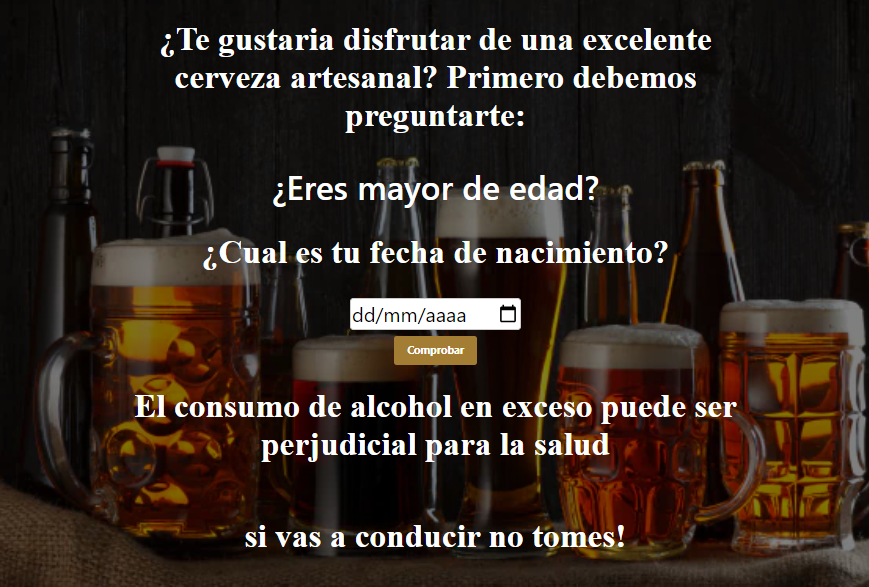 ¿Te gustaria disfrutar de una excelente
cerveza artesanal? Primero debemos
preguntarte:
¿Eres mayor de edad?
¿Cual es tu fecha de nacimiento?
dd/mm/aaaa
Comprobar
El consumo de alcohol en exceso puede ser
perjudicial para la salud
si vas a conducir no tomes!